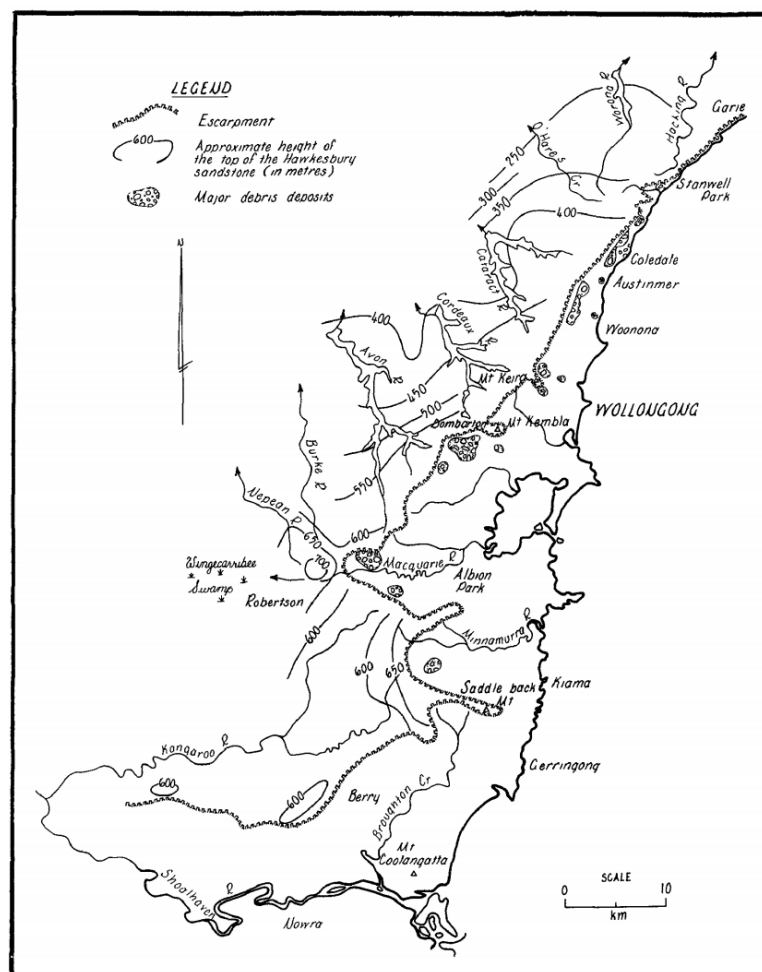 LEGEND
Escarpment
600
Approximate height of
the top of the Hawkesbury
sandstone (in metres)
Major debris deposits
N
Woronora R
Hacking R
Garie
O'Hares
Cr
250
300
350
400
Stanwell
Park
Cataract R
Coledale
Austinmer
Cordeaux
R
Woonona
400
Avon
R
Mt Keira
450
WOLLONGONG
500
Dombarton
Mt Kembla
Burke R
550
Nepean R
650
600
700
Wingecarribee
Swamp
Macquarie R
Albion
Park
Robertson
600
Minnamurra R
600
650
Saddle back
Mt
Kiama
Kangaroo R
Gerringong
600
600
Berry
Broughton Cr
Mt
Coolangatta
Shoalhaven
R
Nowra
SCALE
0 10
km